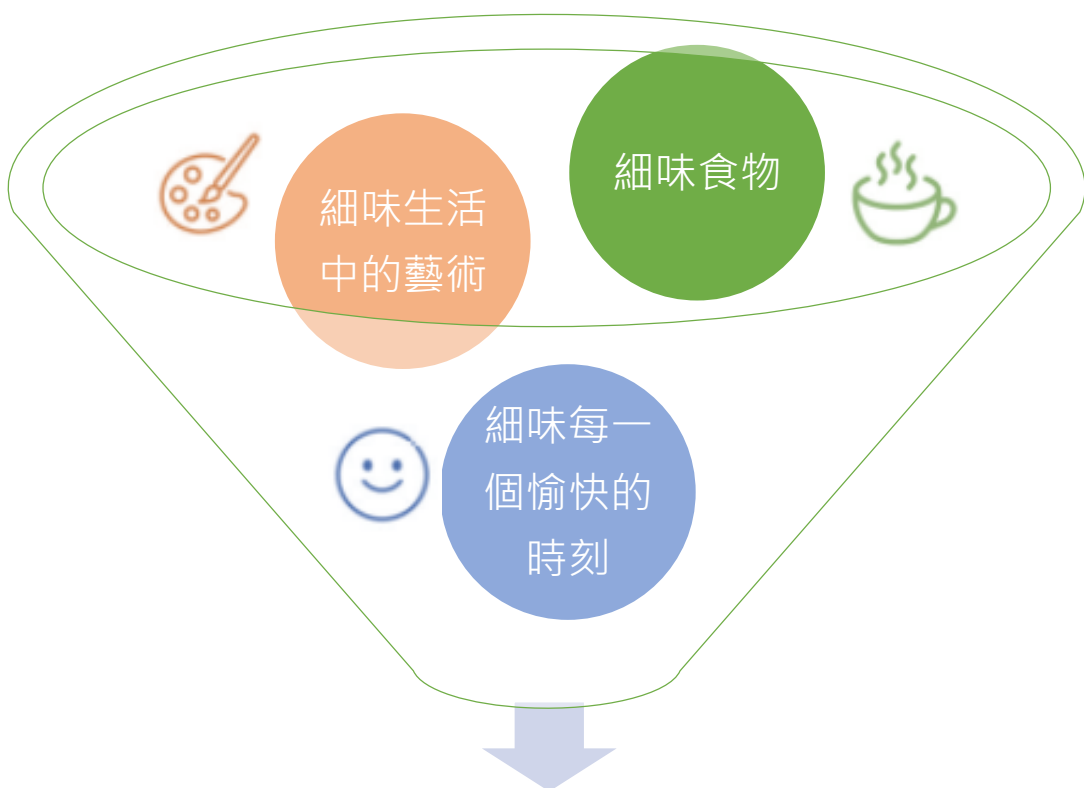 細味生活
中的藝術
細味食物
細味每一
個愉快的
時刻